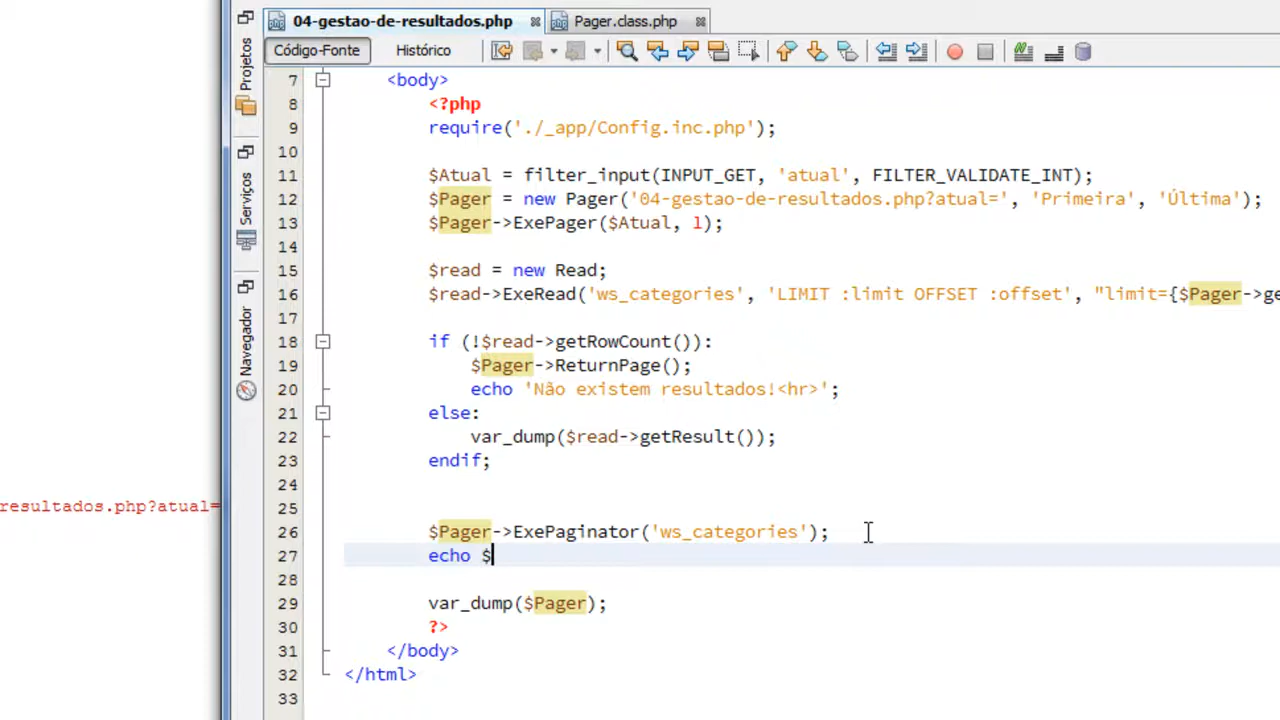 04-gestao-de-resultados.php
Pager.class.php
Projetos
Serviços
Navegador
Código-Fonte
Histórico
resultados.php?atual=
7 <body>
8 <?php
9 require('./_app/Config.inc.php');
10
11 $Atual = filter_input(INPUT_GET, 'atual', FILTER_VALIDATE_INT);
12 $Pager = new Pager('04-gestao-de-resultados.php?atual=', 'Primeira', 'Última');
13 $Pager->ExePager($Atual, 1);
14
15 $read = new Read;
16 $read->ExeRead('ws_categories', 'LIMIT :limit OFFSET :offset', "limit={$Pager->ge
17
18 if (!$read->getRowCount()):
19 $Pager->ReturnPage();
20 echo 'Não existem resultados!<hr>';
21 else:
22 var_dump($read->getResult());
23 endif;
24
25
26 $Pager->ExePaginator('ws_categories');
27 echo $
28
29 var_dump($Pager);
30 ?>
31 </body>
32 </html>
33